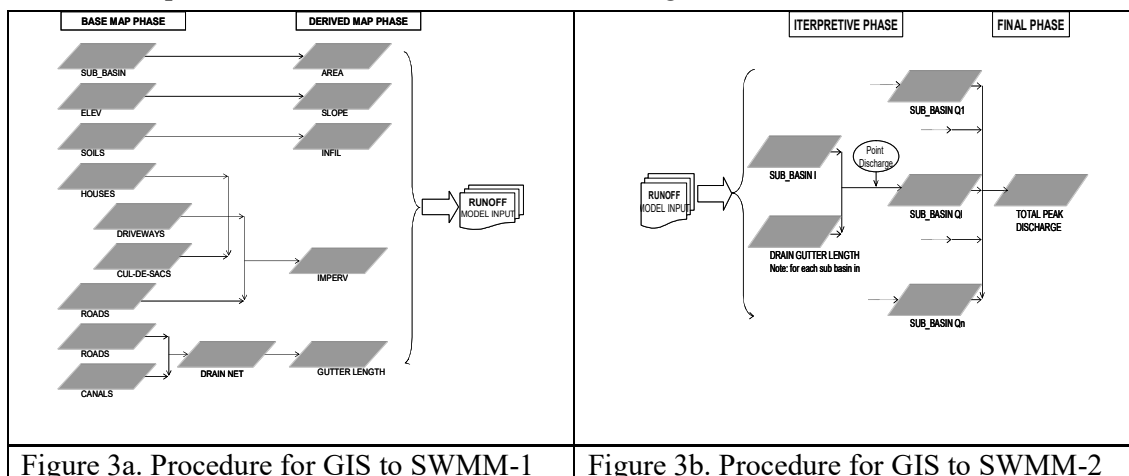 BASE MAP PHASE
DERIVED MAP PHASE
SUB_BASIN
AREA
ELEV
SLOPE
SOILS
INFIL
HOUSES
DRIVEWAYS
CUL-DE-SACS
IMPERV
ROADS
ROADS
DRAIN NET
GUTTER LENGTH
CANALS
RUNOFF
MODEL INPUT
Figure 3a. Procedure for GIS to SWMM-1
ITERPRETIVE PHASE
FINAL PHASE
SUB_BASIN Q1
Point
Discharge
SUB_BASIN I
RUNOFF
MODEL INPUT
SUB_BASIN QI
TOTAL PEAK
DISCHARGE
DRAIN GUTTER LENGTH
Note: for each sub basin in
SUB_BASIN Qn
Figure 3b. Procedure for GIS to SWMM-2